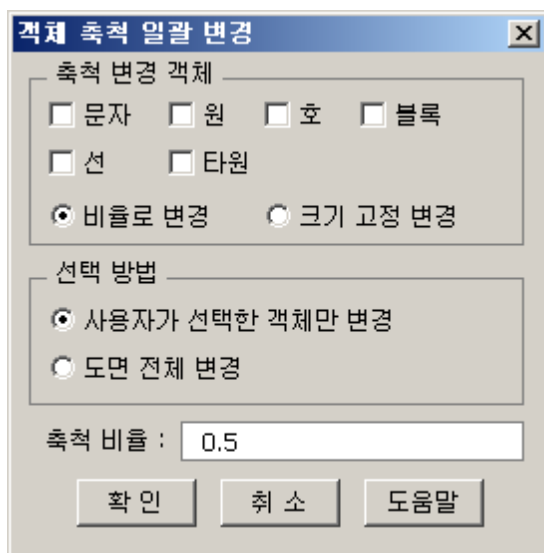 객체 축척 일괄 변경
축척 변경 객체
문자 원 호 블록
선 타원
비율로 변경 크기 고정 변경
선택 방법
사용자가 선택한 객체만 변경
도면 전체 변경
축척 비율 : 0.5
확 인 취 소 도움말